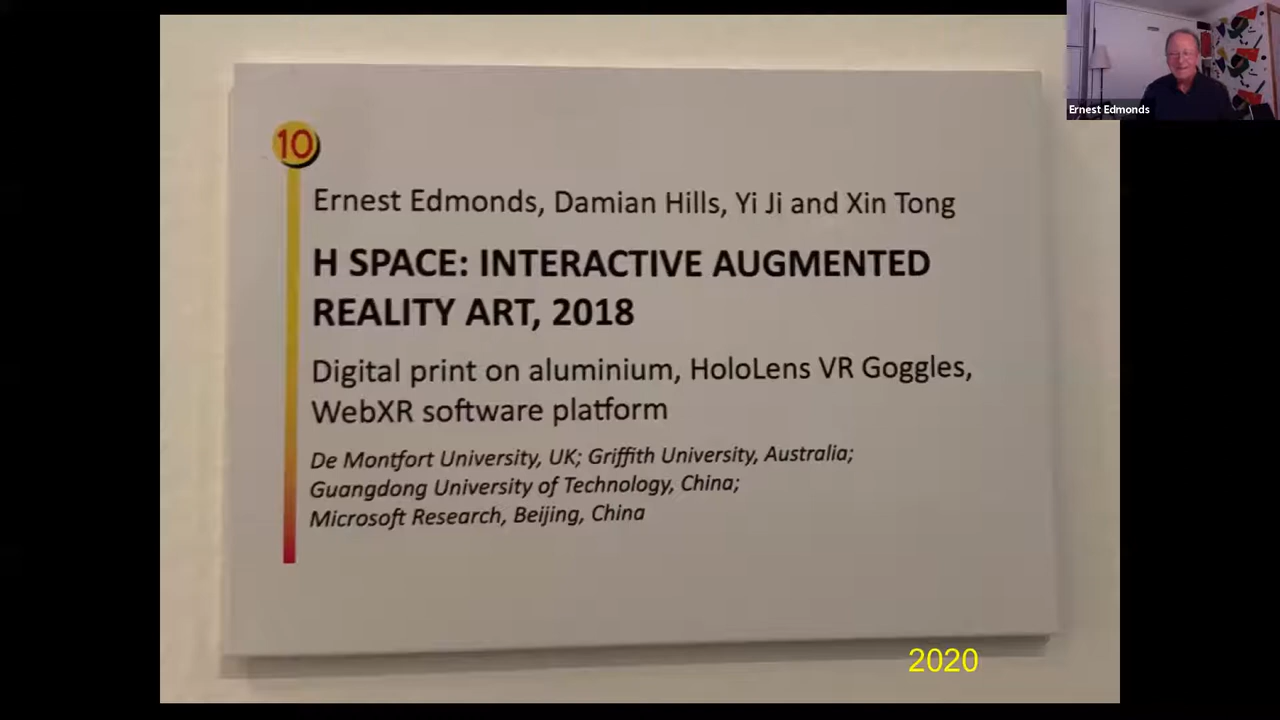 10
Ernest Edmonds, Damian Hills, Yi Ji and Xin Tong
H SPACE: INTERACTIVE AUGMENTED
REALITY ART, 2018
Digital print on aluminium, HoloLens VR Goggles,
WebXR software platform
De Montfort University, UK; Griffith University, Australia;
Guangdong University of Technology, China;
Microsoft Research, Beijing, China
2020
Ernest Edmonds